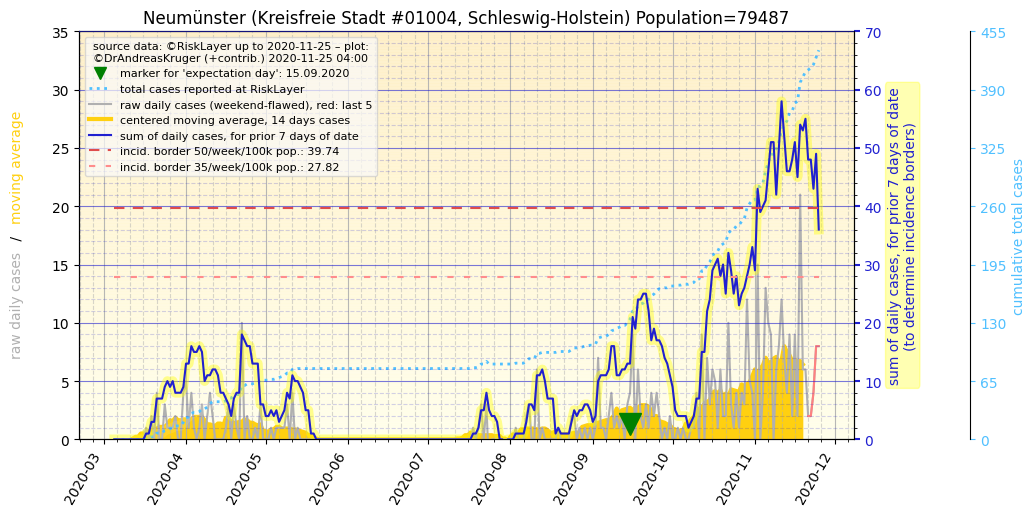 Neumünster (Kreisfreie Stadt #01004, Schleswig-Holstein) Population=79487
source data: ©RiskLayer up to 2020-11-25 – plot:
©DrAndreasKruger (+contrib.) 2020-11-25 04:00
marker for 'expectation day': 15.09.2020
total cases reported at RiskLayer
raw daily cases (weekend-flawed), red: last 5
centered moving average, 14 days cases
sum of daily cases, for prior 7 days of date
incid. border 50/week/100k pop.: 39.74
incid. border 35/week/100k pop.: 27.82
raw daily cases / moving average
35
30
25
20
15
10
5
0
2020-03
2020-04
2020-05
2020-06
2020-07
2020-08
2020-09
2020-10
2020-11
2020-12
70
60
50
40
30
20
10
0
sum of daily cases, for prior 7 days of date
(to determine incidence borders)
455
390
325
260
195
130
65
0
cumulative total cases